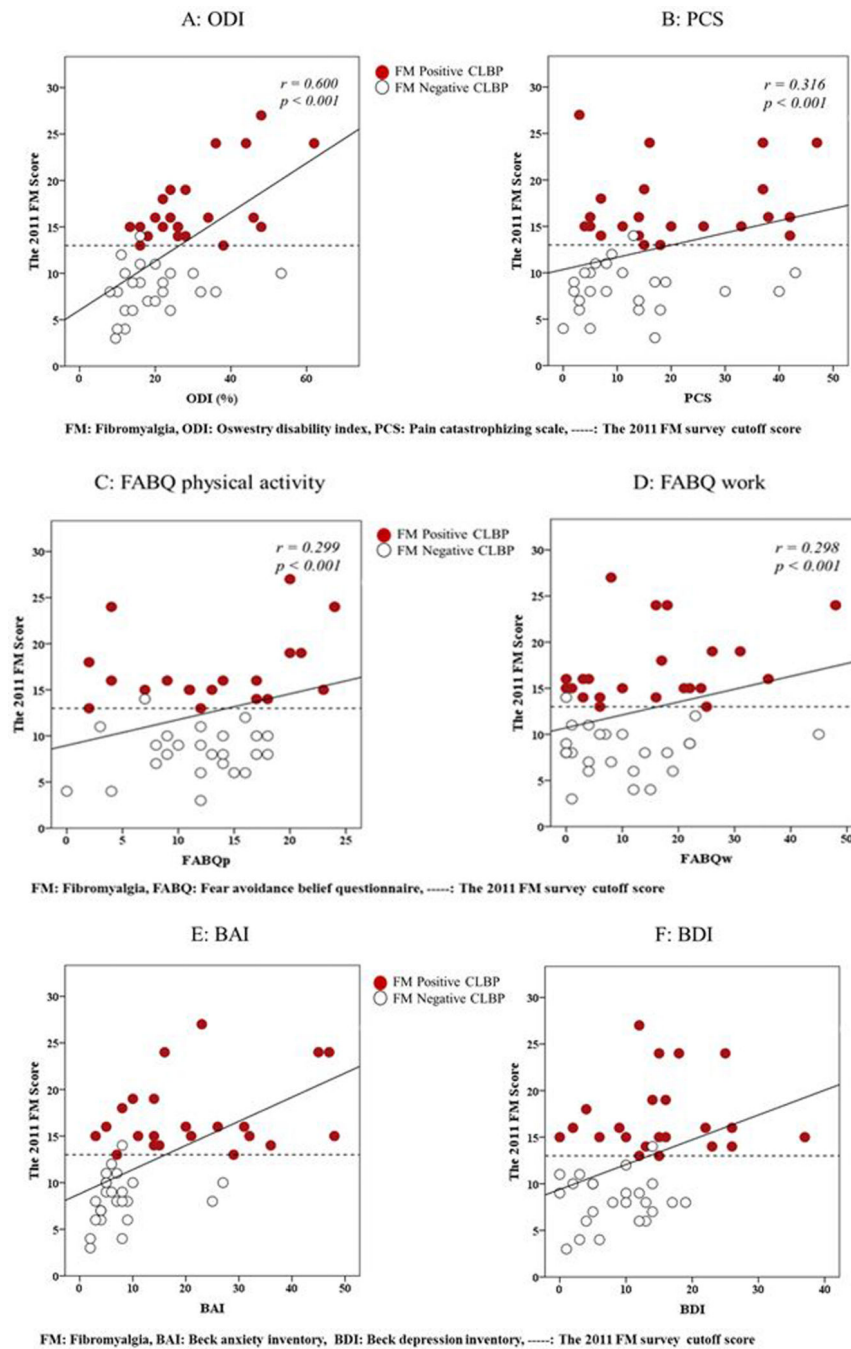 A: ODI
B: PCS
FM Positive CLBP
FM Negative CLBP
r = 0.600
p < 0.001
r = 0.316
p < 0.001
The 2011 FM Score
30
25
20
15
10
5
0
0 20 40 60
ODI (%)
The 2011 FM Score
30
25
20
15
10
5
0
0 10 20 30 40 50
PCS
FM: Fibromyalgia, ODI: Oswestry disability index, PCS: Pain catastrophizing scale, -----: The 2011 FM survey cutoff score
C: FABQ physical activity
D: FABQ work
FM Positive CLBP
FM Negative CLBP
r = 0.299
p < 0.001
r = 0.298
p < 0.001
The 2011 FM Score
30
25
20
15
10
5
0
0 5 10 15 20 25
FABQp
The 2011 FM Score
30
25
20
15
10
5
0
0 10 20 30 40 50
FABQw
FM: Fibromyalgia, FABQ: Fear avoidance belief questionnaire, -----: The 2011 FM survey cutoff score
E: BAI
F: BDI
FM Positive CLBP
FM Negative CLBP
The 2011 FM Score
30
25
20
15
10
5
0
0 10 20 30 40 50
BAI
The 2011 FM Score
30
25
20
15
10
5
0
0 10 20 30 40
BDI
FM: Fibromyalgia, BAI: Beck anxiety inventory, BDI: Beck depression inventory, -----: The 2011 FM survey cutoff score